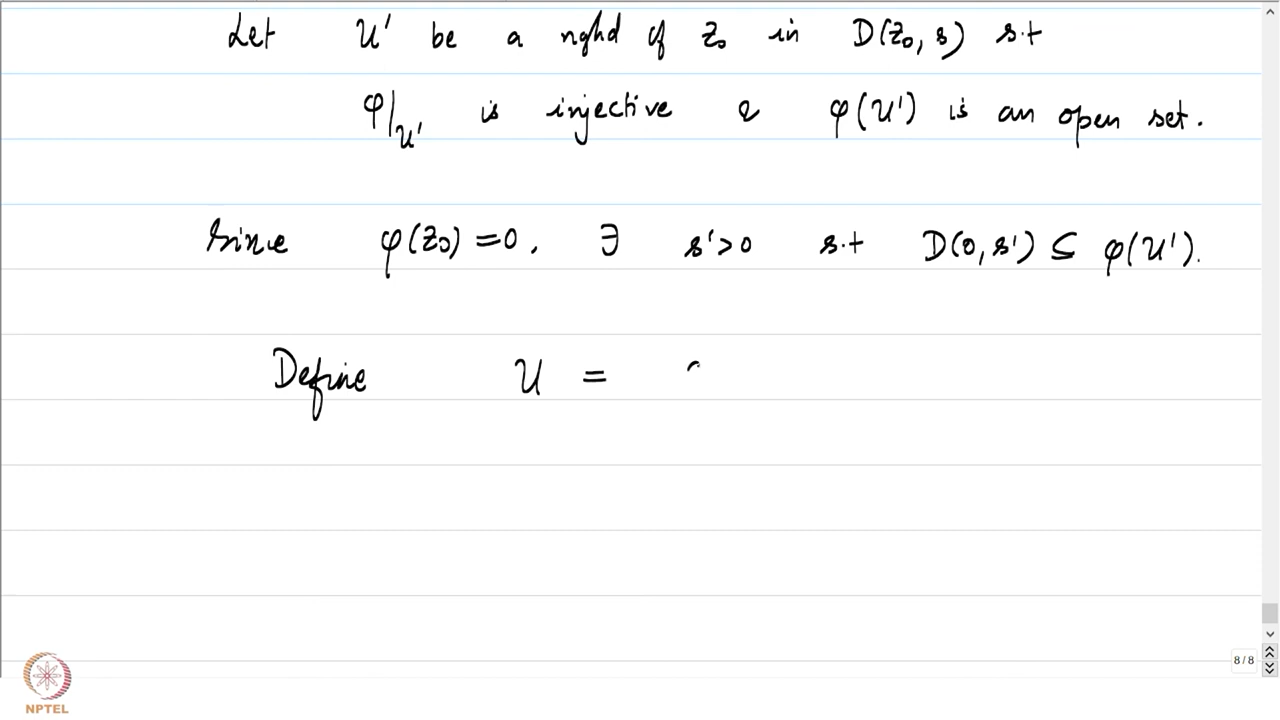 Let U' be a nghd of z₀ in D(z₀, s) s.t
φ|_U' is injective & φ(U') is an open set.
Since φ(z₀) = 0, ∃ s' > 0 s.t D(0, s') ⊆ φ(U').
Define U =
8 / 8
NPTEL